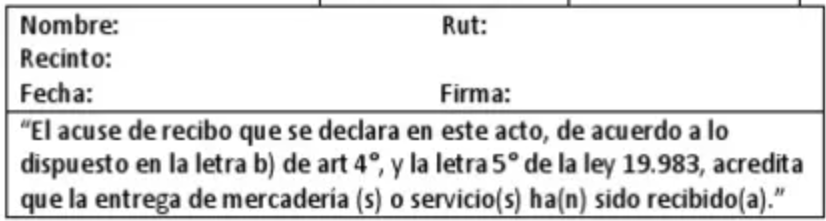 Nombre: Rut:
Recinto:
Fecha: Firma:
“El acuse de recibo que se declara en este acto, de acuerdo a lo
dispuesto en la letra b) de art 4°, y la letra 5° de la ley 19.983, acredita
que la entrega de mercadería (s) o servicio(s) ha(n) sido recibido(a).”